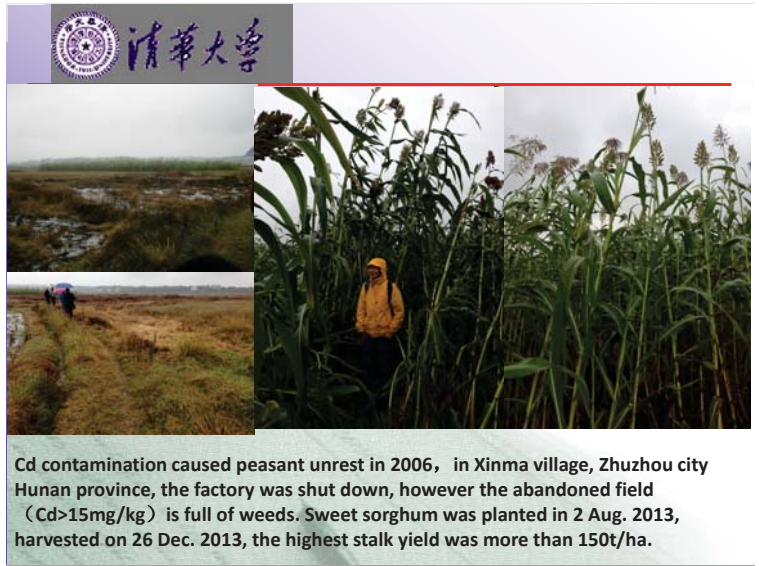 清华大学
Cd contamination caused peasant unrest in 2006，in Xinma village, Zhuzhou city
Hunan province, the factory was shut down, however the abandoned field
（Cd>15mg/kg）is full of weeds. Sweet sorghum was planted in 2 Aug. 2013,
harvested on 26 Dec. 2013, the highest stalk yield was more than 150t/ha.